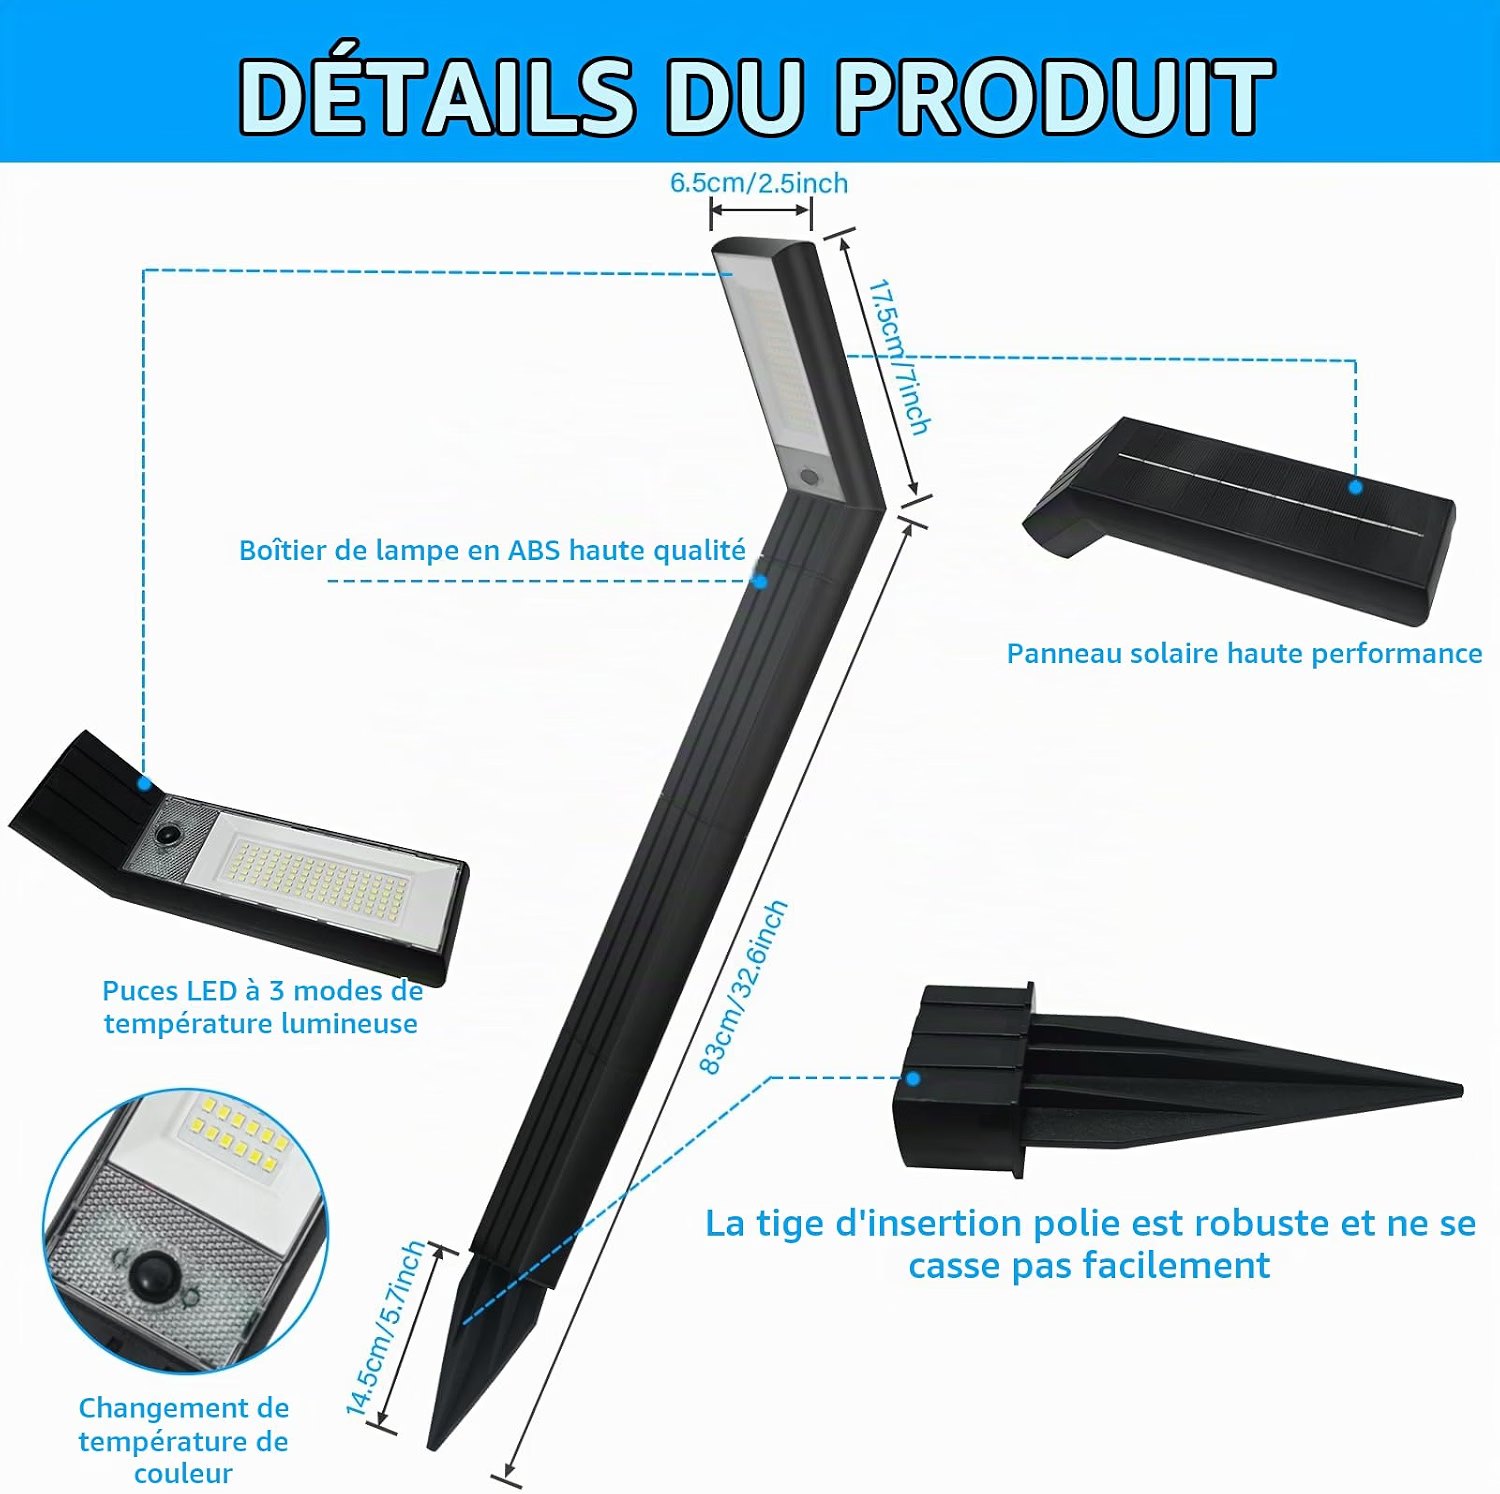 DÉTAILS DU PRODUIT
6.5cm/2.5inch
17.5cm/7inch
Boîtier de lampe en ABS haute qualité
Panneau solaire haute performance
83cm/32.6inch
Puces LED à 3 modes de
température lumineuse
La tige d'insertion polie est robuste et ne se
casse pas facilement
14.5cm/5.7inch
Changement de
température de
couleur